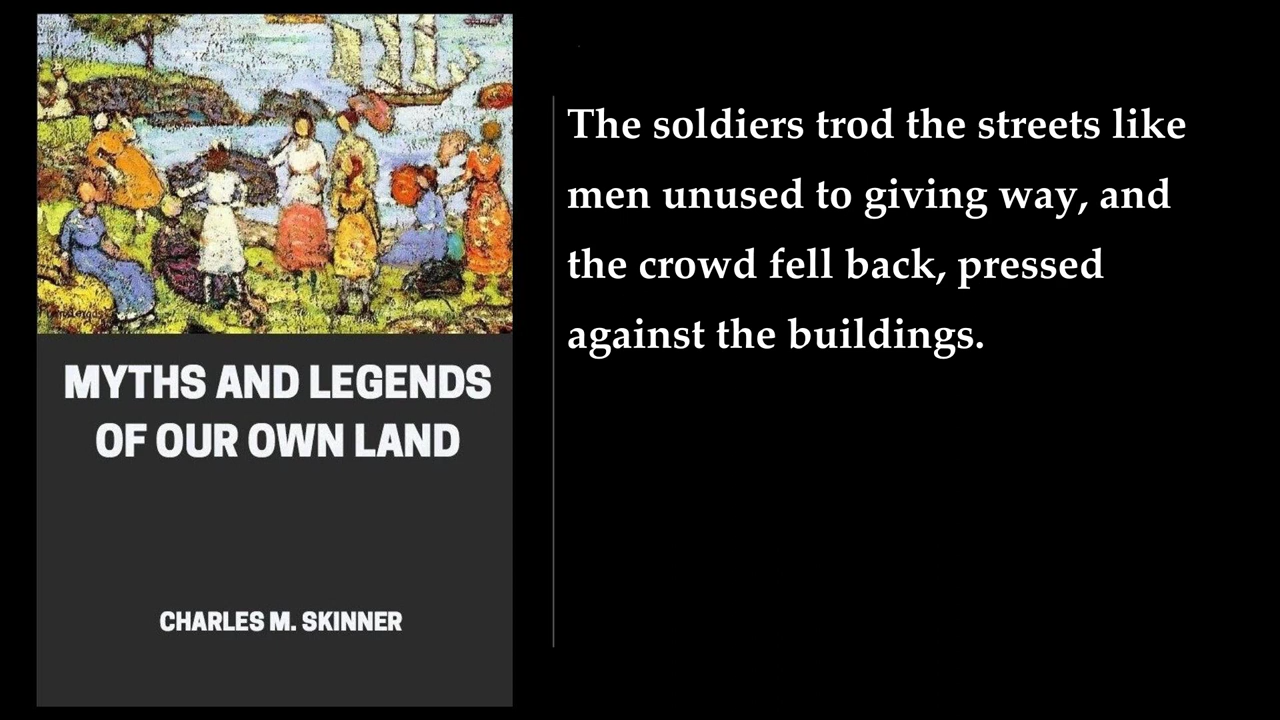 MYTHS AND LEGENDS
OF OUR OWN LAND
CHARLES M. SKINNER
The soldiers trod the streets like
men unused to giving way, and
the crowd fell back, pressed
against the buildings.